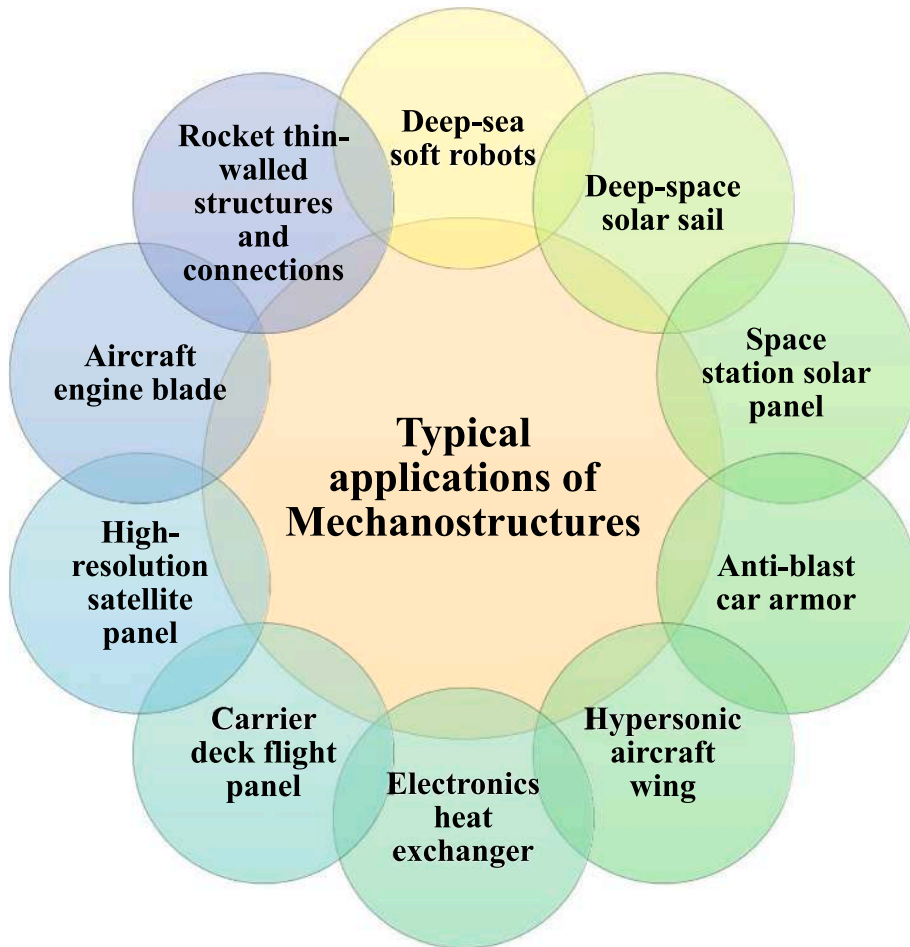 Deep-sea
soft robots
Deep-space
solar sail
Space
station solar
panel
Anti-blast
car armor
Hypersonic
aircraft
wing
Electronics
heat
exchanger
Carrier
deck flight
panel
High-
resolution
satellite
panel
Aircraft
engine blade
Rocket thin-
walled
structures
and
connections
Typical
applications of
Mechanostructures